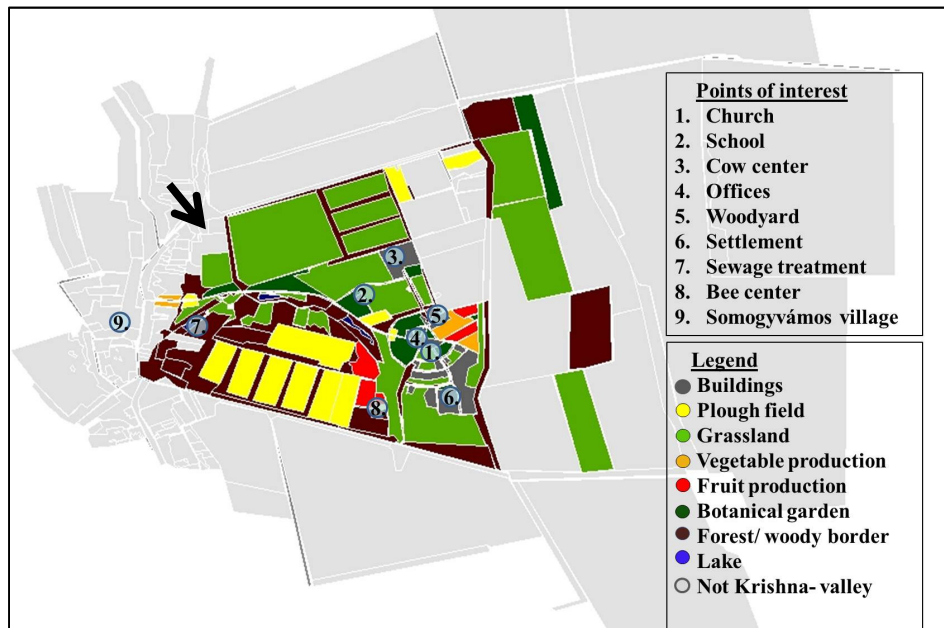 Points of interest
1. Church
2. School
3. Cow center
4. Offices
5. Woodyard
6. Settlement
7. Sewage treatment
8. Bee center
9. Somogyvámos village
Legend
Buildings
Plough field
Grassland
Vegetable production
Fruit production
Botanical garden
Forest/ woody border
Lake
Not Krishna- valley
3.
2.
5.
9.
7.
4.
1.
6.
8.